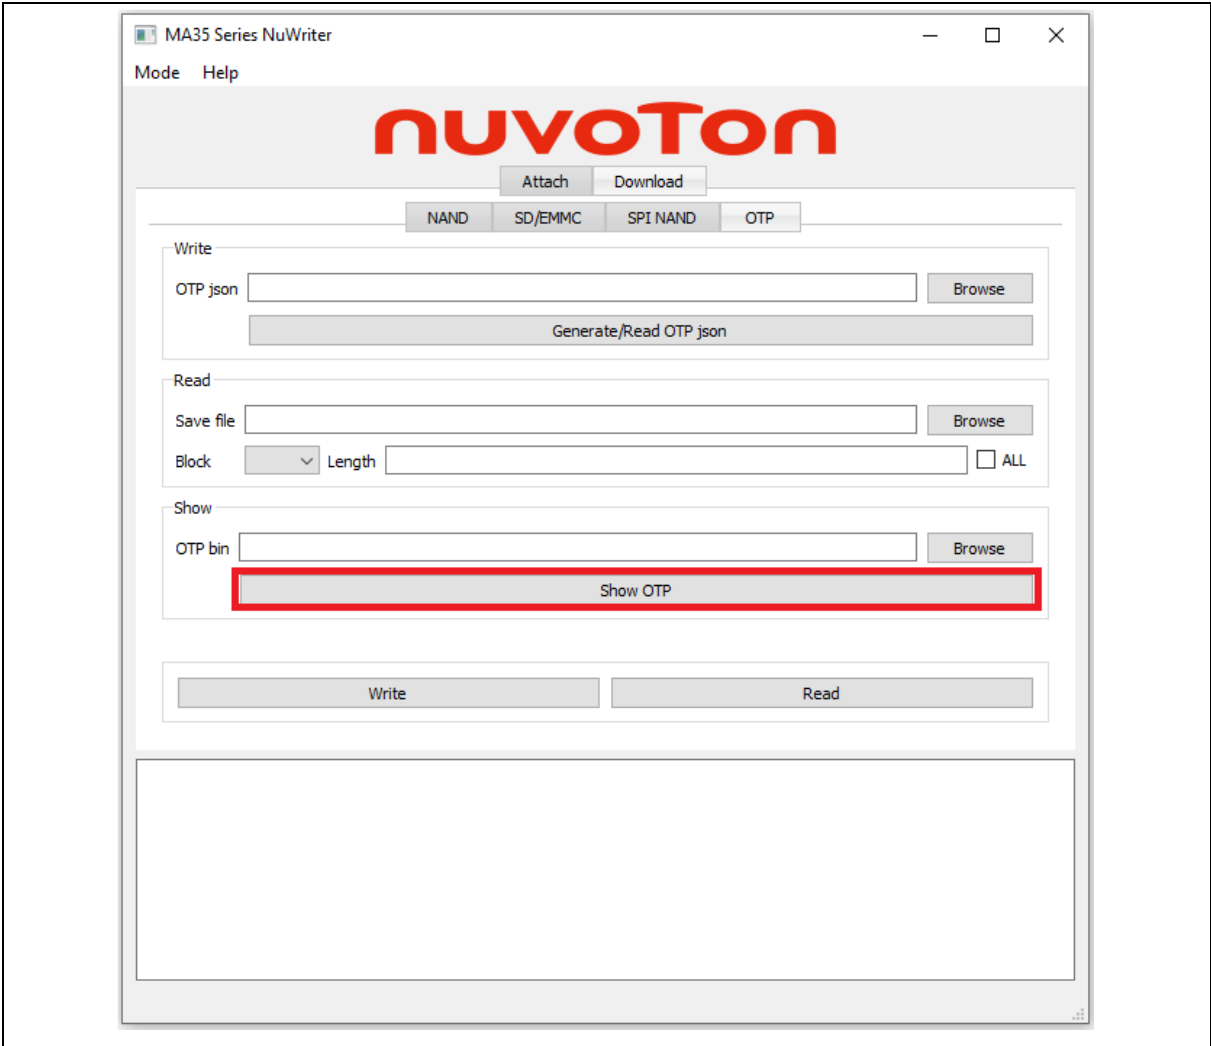 MA35 Series NuWriter
Mode Help
nuvoTon
Attach Download
NAND SD/EMMC SPI NAND OTP
Write
OTP json Browse
Generate/Read OTP json
Read
Save file Browse
Block Length ALL
Show
OTP bin Browse
Show OTP
Write Read